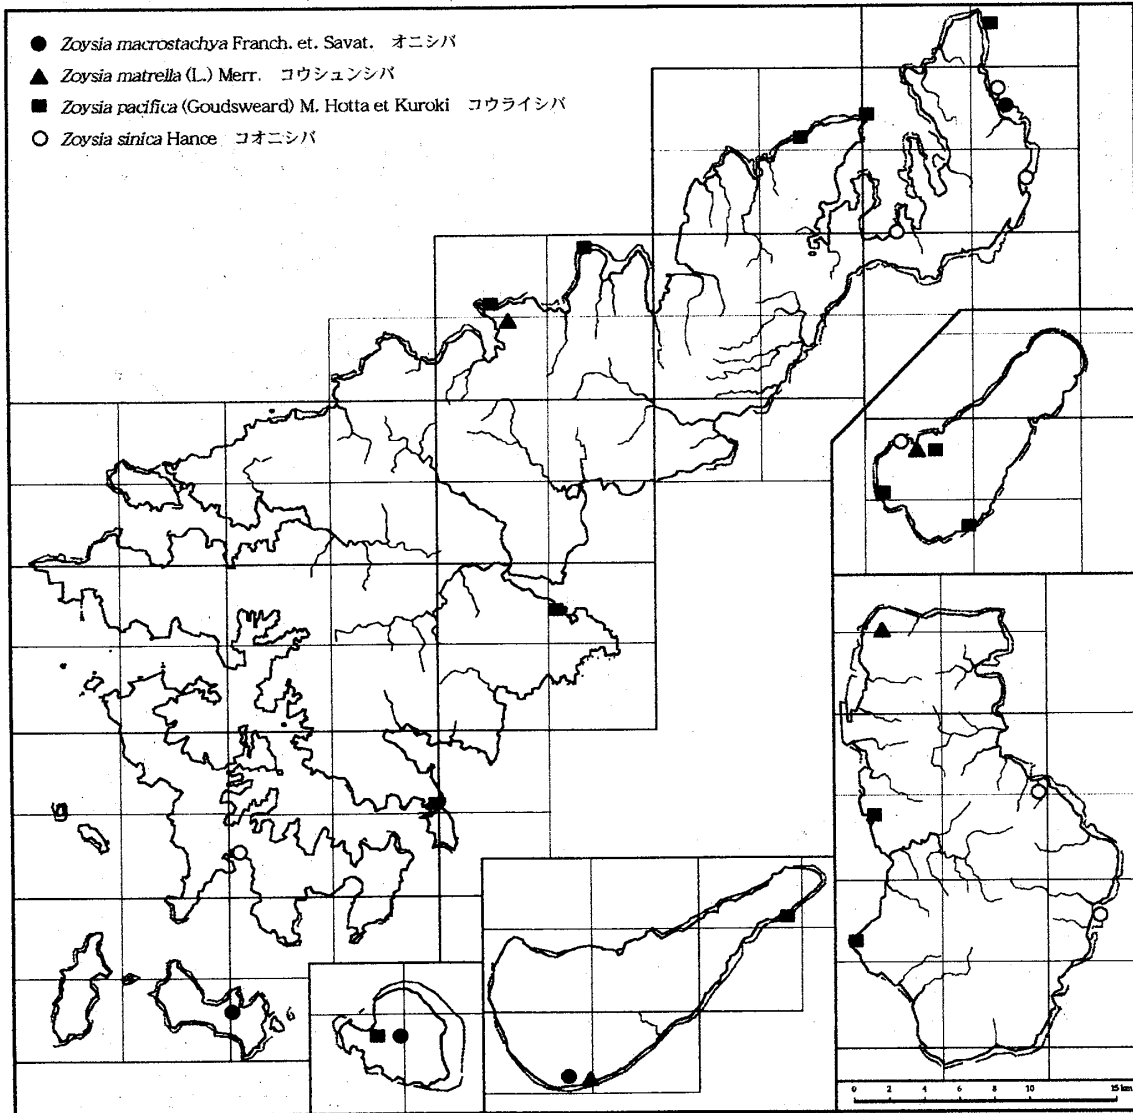 ● Zoysia macrostachya Franch. et. Savat. オニシバ
▲ Zoysia matrella (L.) Merr. コウシュンシバ
■ Zoysia pacifica (Goudsweard) M. Hotta et Kuroki コウライシバ
○ Zoysia sinica Hance コオニシバ
0 2 4 6 8 10 15 km